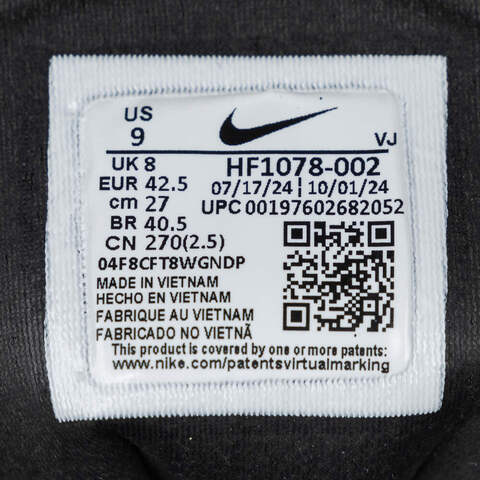 US
9
VJ
UK 8
HF1078-002
EUR 42.5
07/17/24 | 10/01/24
cm 27
UPC 00197602682052
BR 40.5
CN 270(2.5)
04F8CFT8WGNDP
MADE IN VIETNAM
HECHO EN VIETNAM
FABRIQUE AU VIETNAM
FABRICADO NO VIETNÃ
This product is covered by one or more patents:
www.nike.com/patentsvirtualmarking